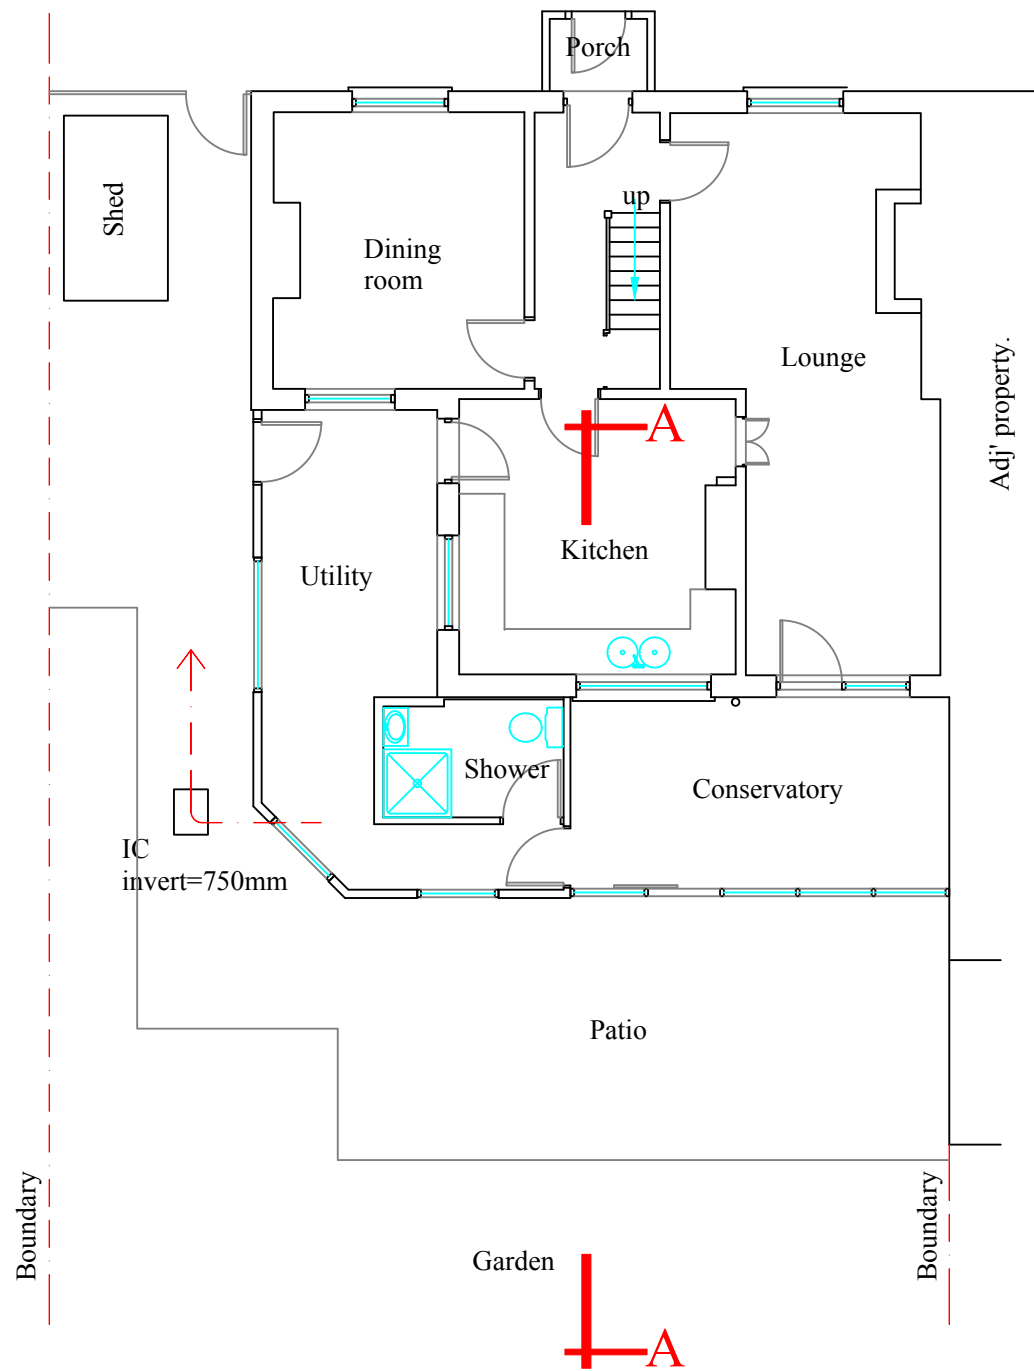 Porch
Shed
up
Dining
room
Lounge
Adj' property.
A
Kitchen
Utility
Shower
Conservatory
IC
invert=750mm
Patio
Boundary
Boundary
Garden
A